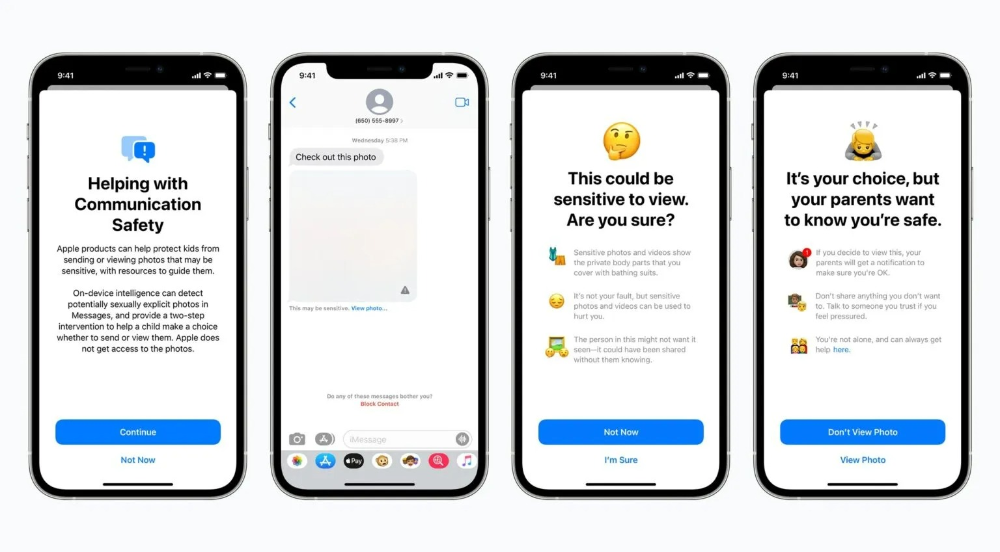 9:41
Helping with
Communication
Safety
Apple products can help protect kids from
sending or viewing photos that may be
sensitive, with resources to guide them.
On-device intelligence can detect
potentially sexually explicit photos in
Messages, and provide a two-step
intervention to help a child make a choice
whether to send or view them. Apple does
not get access to the photos.
Continue
Not Now
9:41
(650) 555-8997
Wednesday 5:38 PM
Check out this photo
This may be sensitive. View photo...
Do any of these messages bother you?
Block Contact
iMessage
Pay
9:41
This could be
sensitive to view.
Are you sure?
Sensitive photos and videos show
the private body parts that you
cover with bathing suits.
It's not your fault, but sensitive
photos and videos can be used to
hurt you.
The person in this might not want it
seen—it could have been shared
without them knowing.
Not Now
I'm Sure
9:41
It's your choice, but
your parents want
to know you're safe.
1
If you decide to view this, your
parents will get a notification to
make sure you're OK.
Don't share anything you don't want
to. Talk to someone you trust if you
feel pressured.
You're not alone, and can always get
help here.
Don't View Photo
View Photo